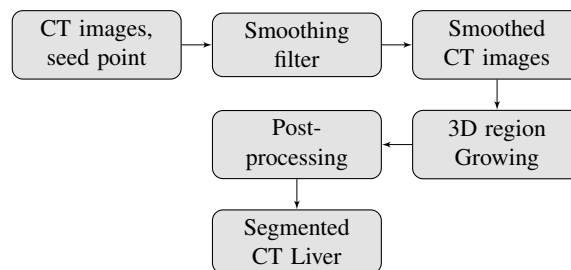 CT images,
seed point
Smoothing
filter
Smoothed
CT images
3D region
Growing
Post-
processing
Segmented
CT Liver